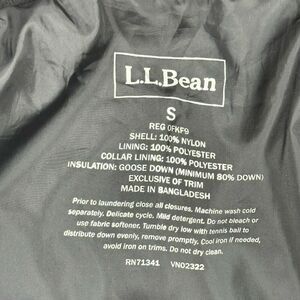 L.L.Bean
S
REG 0FKF9
SHELL: 100% NYLON
LINING: 100% POLYESTER
COLLAR LINING: 100% POLYESTER
INSULATION: GOOSE DOWN (MINIMUM 80% DOWN)
EXCLUSIVE OF TRIM
MADE IN BANGLADESH
Prior to laundering close all closures. Machine wash cold
separately. Delicate cycle. Mild detergent. Do not bleach or
use fabric softener. Tumble dry low with tennis ball to
distribute down evenly, remove promptly. Cool iron if needed,
avoid iron on trims. Do not dry clean.
RN71341 VN02322